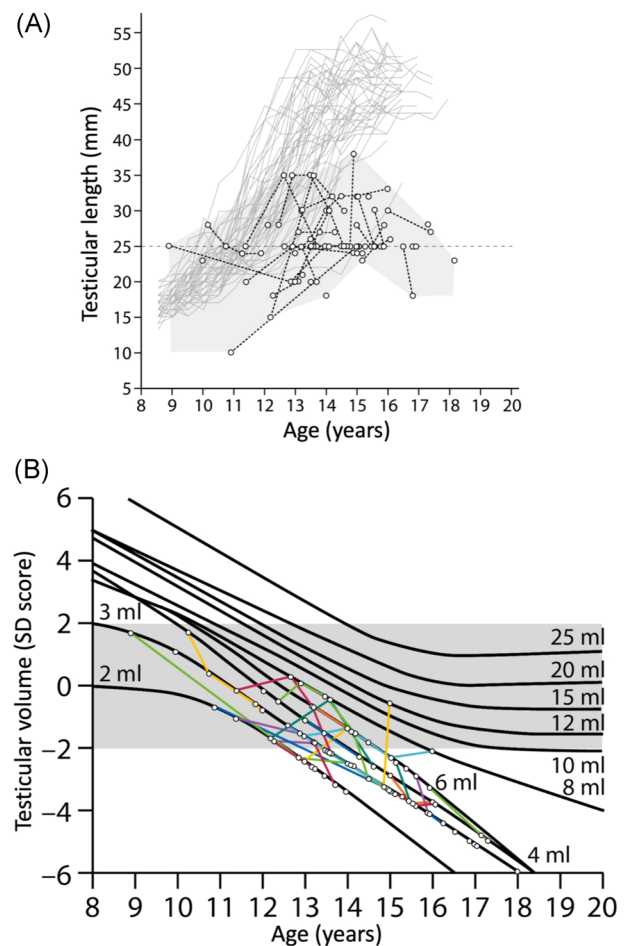 (A)
Testicular length (mm)
55
50
45
40
35
30
25
20
15
10
5
8 9 10 11 12 13 14 15 16 17 18 19 20
Age (years)
(B)
Testicular volume (SD score)
6
4
2
0
−2
−4
−6
3 ml
2 ml
25 ml
20 ml
15 ml
12 ml
10 ml
8 ml
6 ml
4 ml
8 9 10 11 12 13 14 15 16 17 18 19 20
Age (years)